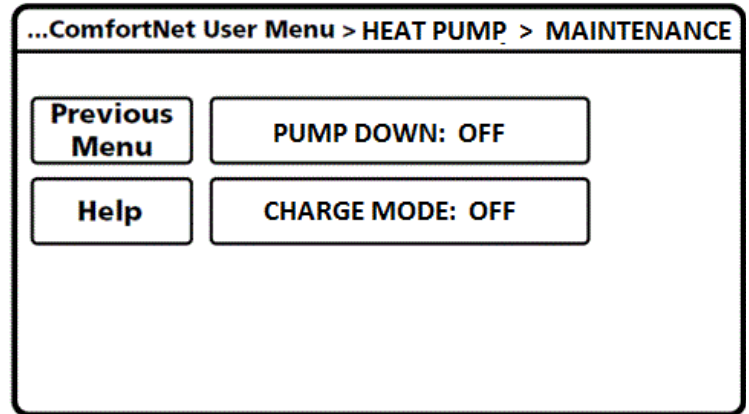 ...ComfortNet User Menu > HEAT PUMP > MAINTENANCE
Previous
Menu
PUMP DOWN: OFF
Help
CHARGE MODE: OFF